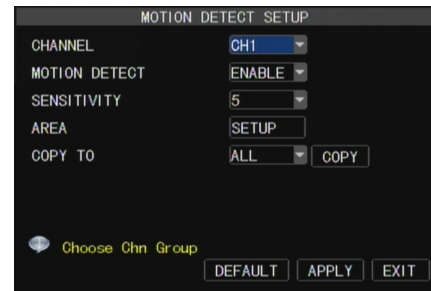 MOTION DETECT SETUP
CHANNEL CH1
MOTION DETECT ENABLE
SENSITIVITY 5
AREA SETUP
COPY TO ALL COPY
Choose Chn Group
DEFAULT APPLY EXIT